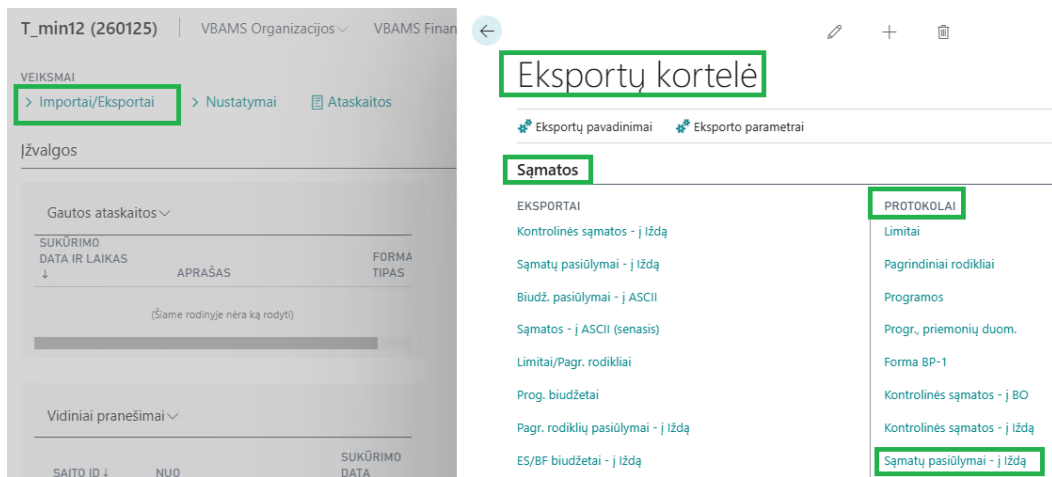 T_min12 (260125)
VBAMS Organizacijos
VBAMS Finan
VEIKSMAI
> Importai/Eksportai
> Nustatymai
Ataskaitos
Įžvalgos
Gautos ataskaitos
SUKŪRIMO
DATA IR LAIKAS
↓
APRAŠAS
FORMA
TIPAS
(Šiame rodinyje nėra ką rodyti)
Vidiniai pranešimai
SAITO ID ↓
NUO
SUKŪRIMO
DATA
Eksportų kortelė
Eksportų pavadinimai
Eksporto parametrai
Sąmatos
EKSPORTAI
Kontrolinės sąmatos - į Iždą
Sąmatų pasiūlymai - į Iždą
Biudž. pasiūlymai - į ASCII
Sąmatos - į ASCII (senasis)
Limitai/Pagr. rodikliai
Prog. biudžetai
Pagr. rodiklių pasiūlymai - į Iždą
ES/BF biudžetai - į Iždą
PROTOKOLAI
Limitai
Pagrindiniai rodikliai
Programos
Progr., priemonių duom.
Forma BP-1
Kontrolinės sąmatos - į BO
Kontrolinės sąmatos - į Iždą
Sąmatų pasiūlymai - į Iždą